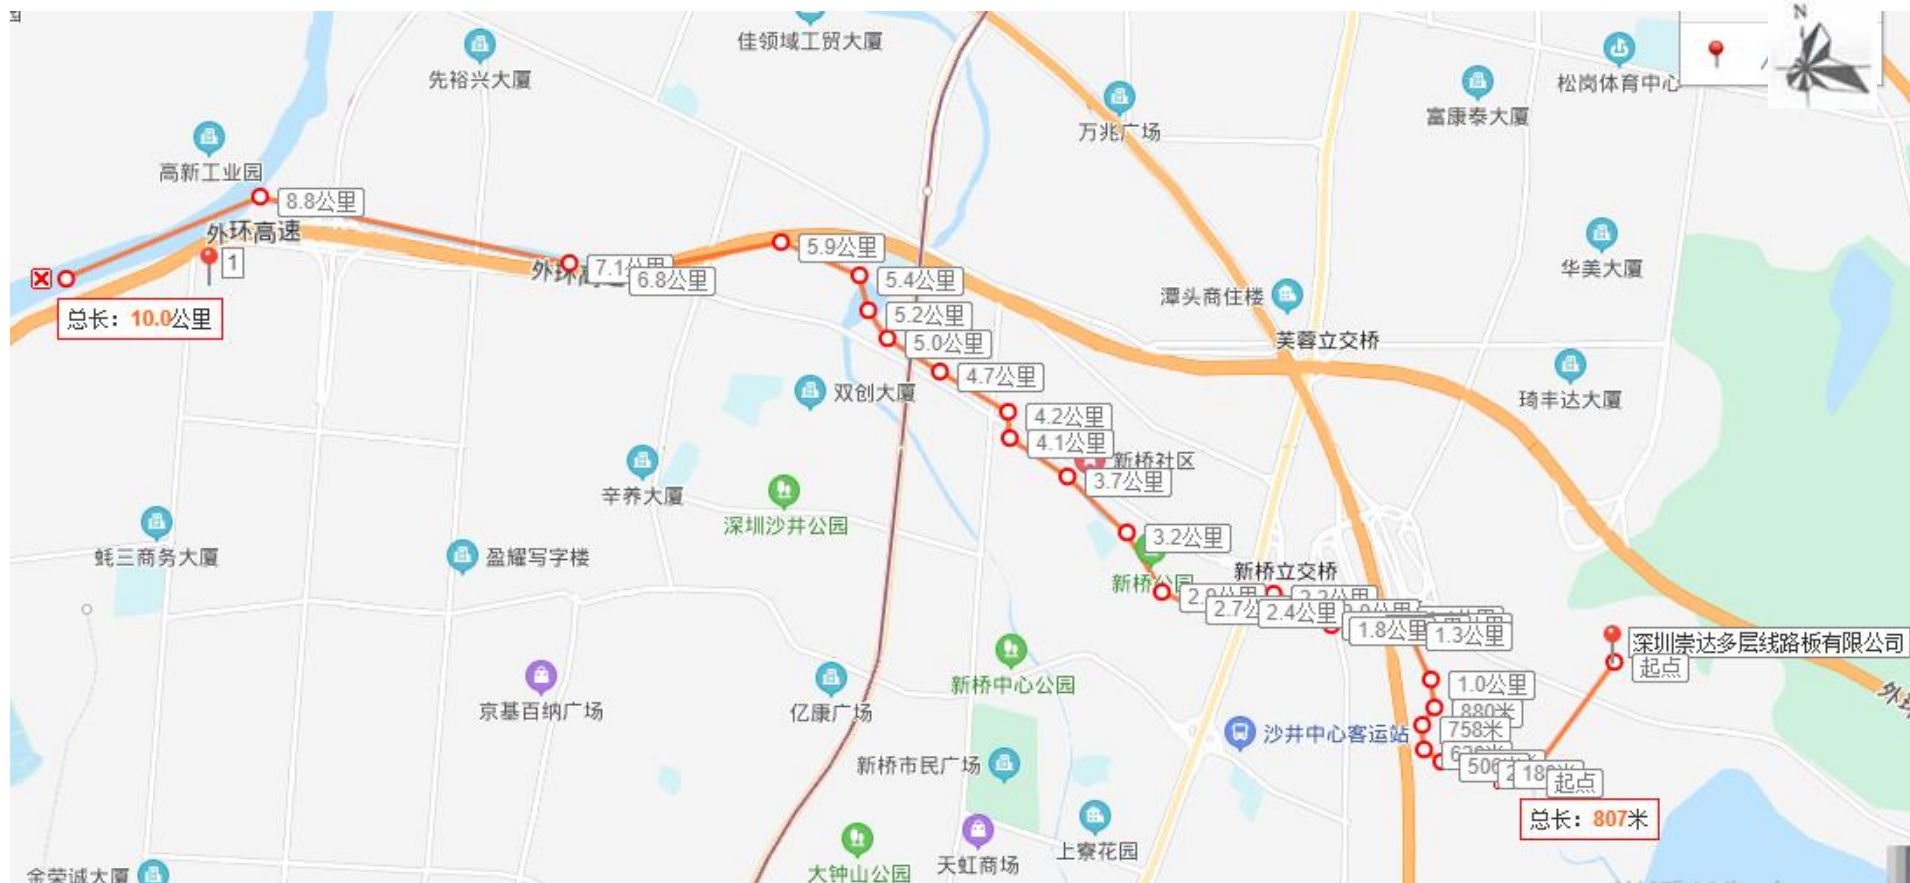 N
佳领域工贸大厦
先裕兴大厦
松岗体育中心
富康泰大厦
万兆广场
高新工业园
8.8公里
外环高速
1
5.9公里
华美大厦
7.1公里
6.8公里
5.4公里
潭头商住楼
总长：10.0公里
5.2公里
5.0公里
芙蓉立交桥
4.7公里
双创大厦
琦丰达大厦
4.2公里
4.1公里
新桥社区
3.7公里
辛养大厦
深圳沙井公园
3.2公里
蚝三商务大厦
盈耀写字楼
新桥立交桥
新桥公园
2.4公里
1.8公里
1.3公里
深圳崇达多层线路板有限公司
起点
新桥中心公园
1.0公里
880米
京基百纳广场
亿康广场
758米
沙井中心客运站
新桥市民广场
起点
总长：807米
上寮花园
天虹商场
大钟山公园
金荣诚大厦